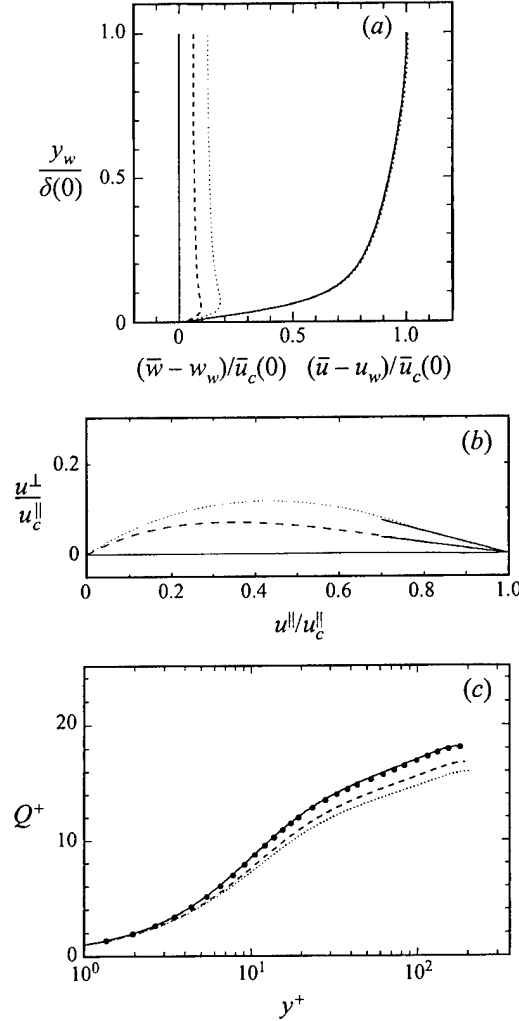 (a)
1.0
y_w/δ(0)
0.5
0
0 0.5 1.0
(w̅ − w_w)/u̅_c(0) (u̅ − u_w)/u̅_c(0)
(b)
0.2
u^⊥/u_c^∥
0
0 0.2 0.4 0.6 0.8 1.0
u^∥/u_c^∥
(c)
20
Q^+
10
0
10^0 10^1 10^2
y^+